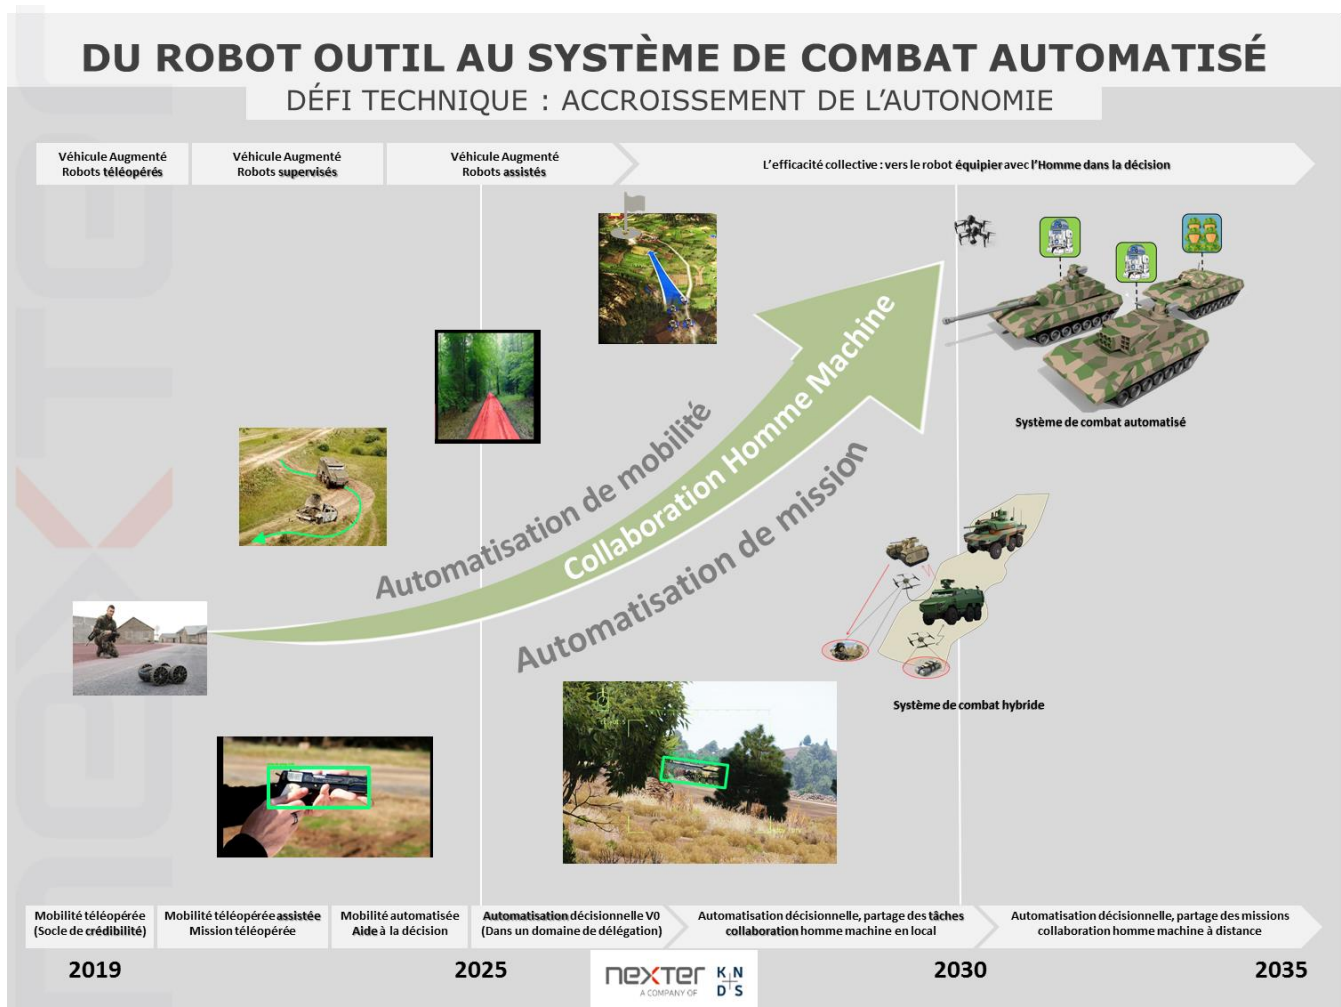 DU ROBOT OUTIL AU SYSTÈME DE COMBAT AUTOMATISÉ
DÉFI TECHNIQUE : ACCROISSEMENT DE L’AUTONOMIE
Véhicule Augmenté
Robots téléopérés
Véhicule Augmenté
Robots supervisés
Véhicule Augmenté
Robots assistés
L’efficacité collective : vers le robot équipier avec l’Homme dans la décision
Automatisation de mobilité
Collaboration Homme Machine
Automatisation de mission
Système de combat automatisé
Système de combat hybride
Mobilité téléopérée
(Socle de crédibilité)
Mobilité téléopérée assistée
Mission téléopérée
Mobilité automatisée
Aide à la décision
Automatisation décisionnelle V0
(Dans un domaine de délégation)
Automatisation décisionnelle, partage des tâches
collaboration homme machine en local
Automatisation décisionnelle, partage des missions
collaboration homme machine à distance
2019
2025
2030
2035
nexter
A COMPANY OF
KN
DS
nexter